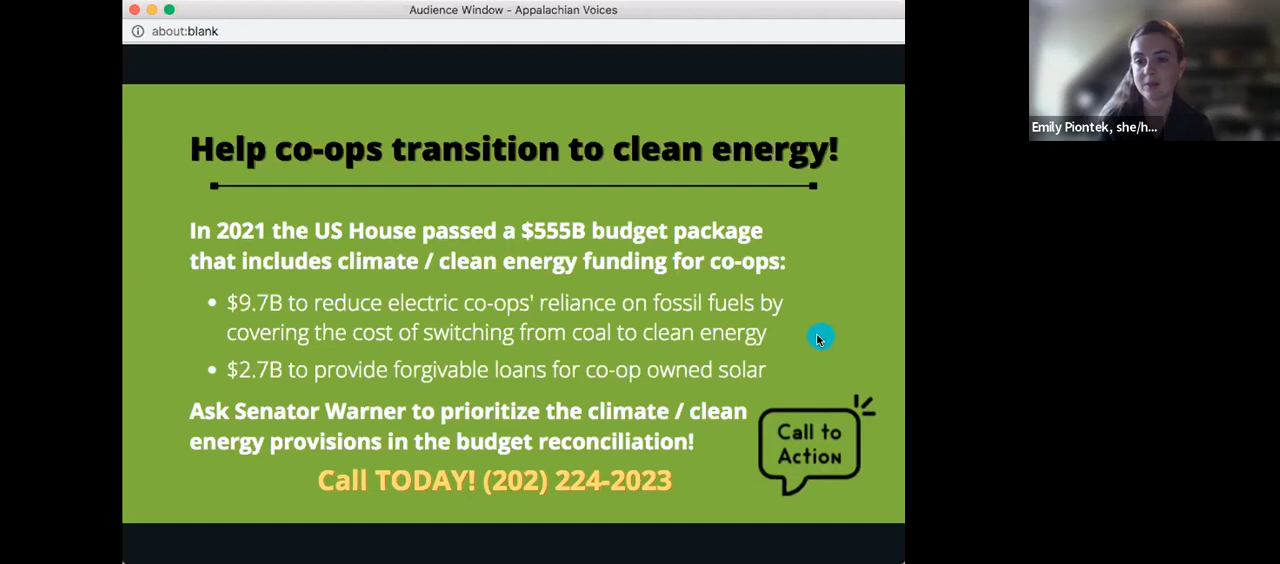 Audience Window - Appalachian Voices
about:blank
Help co-ops transition to clean energy!
In 2021 the US House passed a $555B budget package
that includes climate / clean energy funding for co-ops:
• $9.7B to reduce electric co-ops' reliance on fossil fuels by
covering the cost of switching from coal to clean energy
• $2.7B to provide forgivable loans for co-op owned solar
Ask Senator Warner to prioritize the climate / clean
energy provisions in the budget reconciliation!
Call TODAY! (202) 224-2023
Call to
Action
Emily Piontek, she/h...